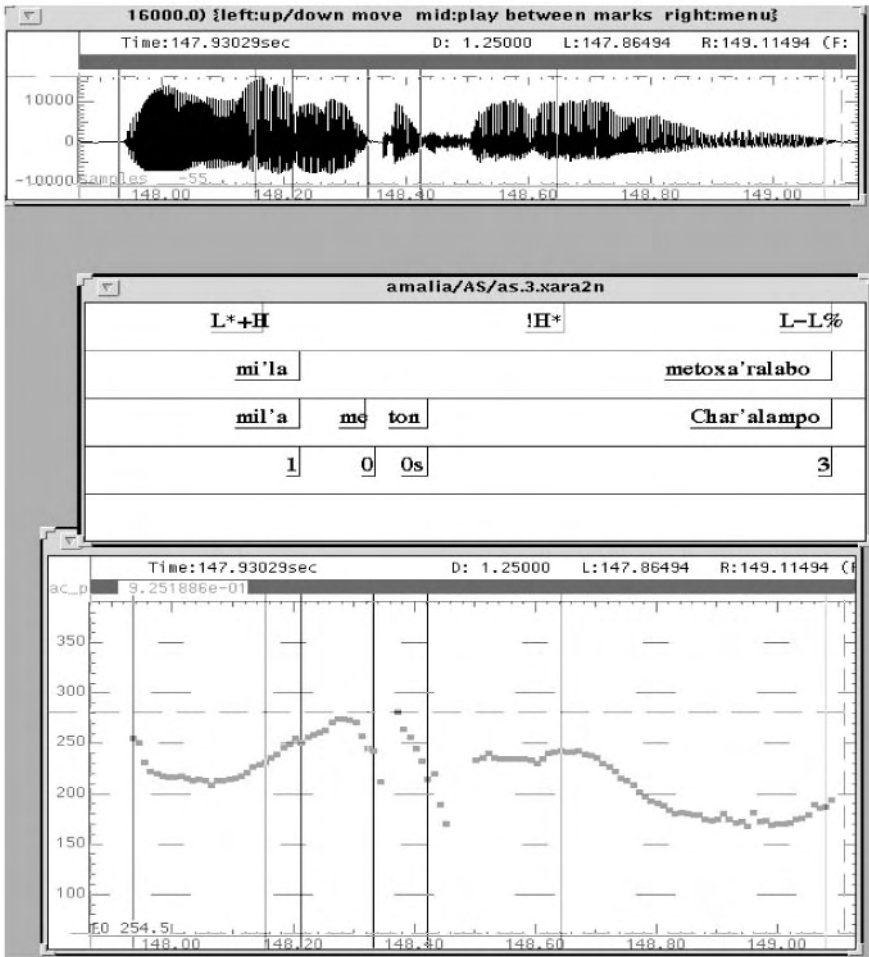 16000.0) {left:up/down move mid:play between marks right:menu}
Time:147.93029sec D: 1.25000 L:147.86494 R:149.11494 (F:
10000
0
-10000
samples -55
148.00 148.20 148.40 148.60 148.80 149.00
amalia/AS/as.3.xara2n
L*+H !H* L-L%
mi'la metoxa'ralabo
mil'a me ton Char'alampo
1 0 0s 3
Time:147.93029sec D: 1.25000 L:147.86494 R:149.11494 (F
ac_p 9.251886e-01
350
300
250
200
150
100
F0 254.5
148.00 148.20 148.40 148.60 148.80 149.00